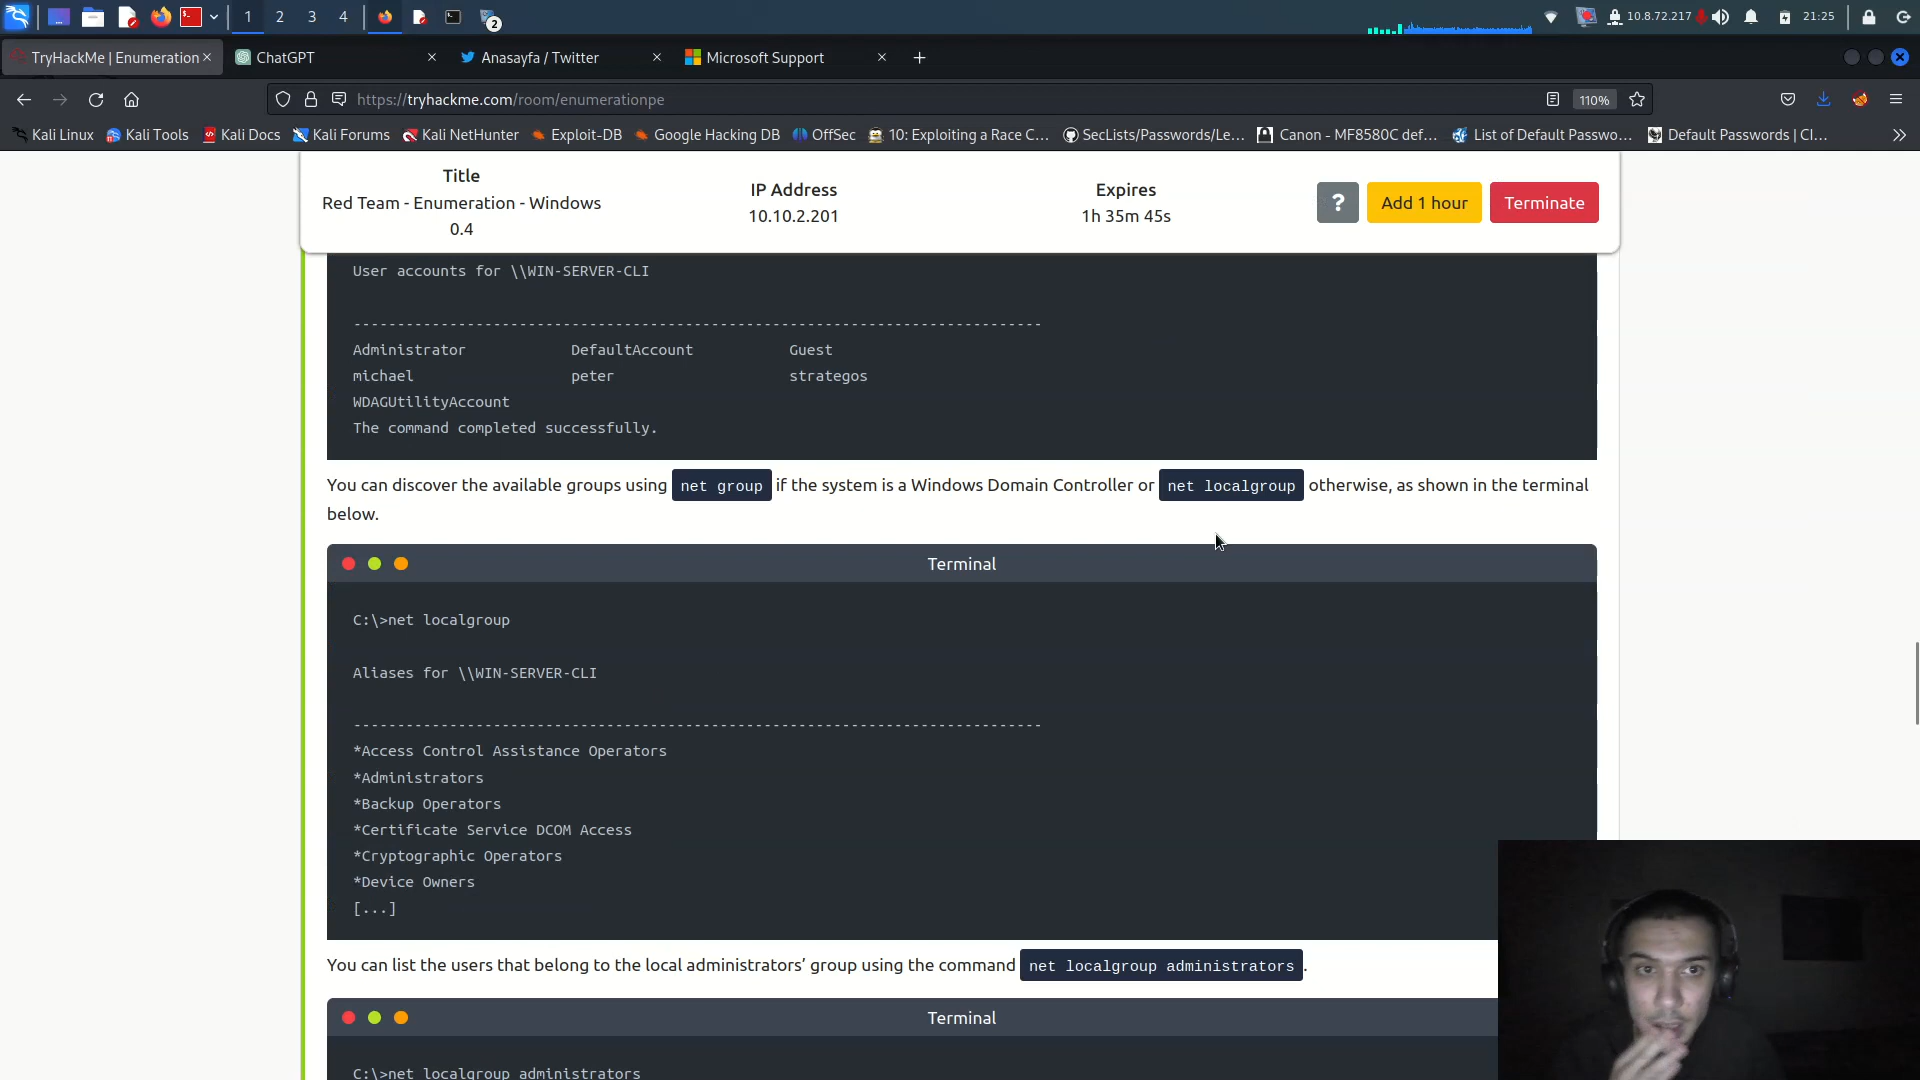 1 2 3 4
2
10.8.72.217
21:25
TryHackMe | Enumeration
ChatGPT
Anasayfa / Twitter
Microsoft Support
https://tryhackme.com/room/enumerationpe
110%
Kali Linux
Kali Tools
Kali Docs
Kali Forums
Kali NetHunter
Exploit-DB
Google Hacking DB
OffSec
10: Exploiting a Race C...
SecLists/Passwords/Le...
Canon - MF8580C def...
List of Default Passwo...
Default Passwords | CI...
Title
Red Team - Enumeration - Windows
0.4
IP Address
10.10.2.201
Expires
1h 35m 45s
?
Add 1 hour
Terminate
User accounts for \\WIN-SERVER-CLI
-------------------------------------------------------------------------------
Administrator DefaultAccount Guest
michael peter strategos
WDAGUtilityAccount
The command completed successfully.
You can discover the available groups using net group if the system is a Windows Domain Controller or net localgroup otherwise, as shown in the terminal
below.
Terminal
C:\>net localgroup
Aliases for \\WIN-SERVER-CLI
-------------------------------------------------------------------------------
*Access Control Assistance Operators
*Administrators
*Backup Operators
*Certificate Service DCOM Access
*Cryptographic Operators
*Device Owners
[...]
You can list the users that belong to the local administrators’ group using the command net localgroup administrators.
Terminal
C:\>net localgroup administrators